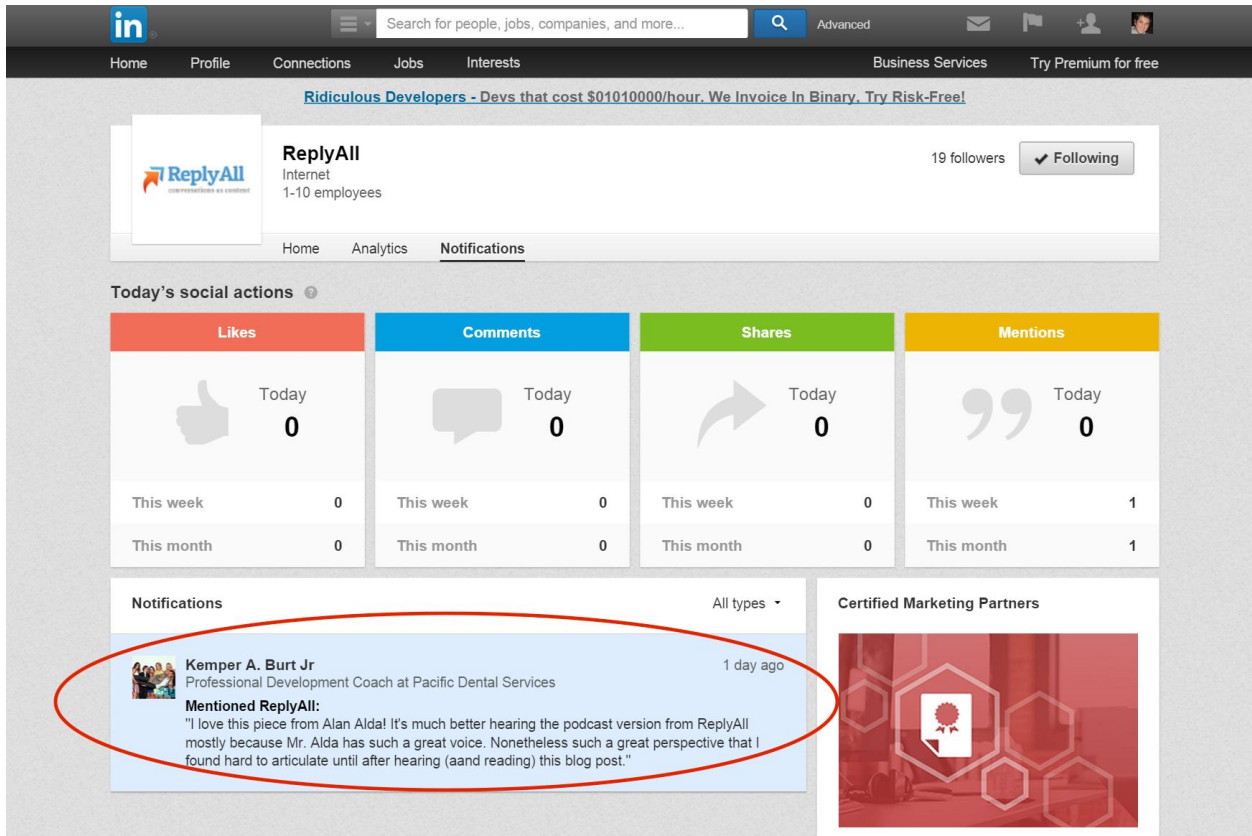 in
Search for people, jobs, companies, and more...
Advanced
Home Profile Connections Jobs Interests Business Services Try Premium for free
Ridiculous Developers - Devs that cost $01010000/hour. We Invoice In Binary, Try Risk-Free!
ReplyAll
conversations as content
ReplyAll
Internet
1-10 employees
19 followers
Following
Home Analytics Notifications
Today's social actions ?
Likes
Today
0
This week 0
This month 0
Comments
Today
0
This week 0
This month 0
Shares
Today
0
This week 0
This month 0
Mentions
Today
0
This week 1
This month 1
Notifications
All types
Kemper A. Burt Jr
1 day ago
Professional Development Coach at Pacific Dental Services
Mentioned ReplyAll:
"I love this piece from Alan Alda! It's much better hearing the podcast version from ReplyAll
mostly because Mr. Alda has such a great voice. Nonetheless such a great perspective that I
found hard to articulate until after hearing (aand reading) this blog post."
Certified Marketing Partners